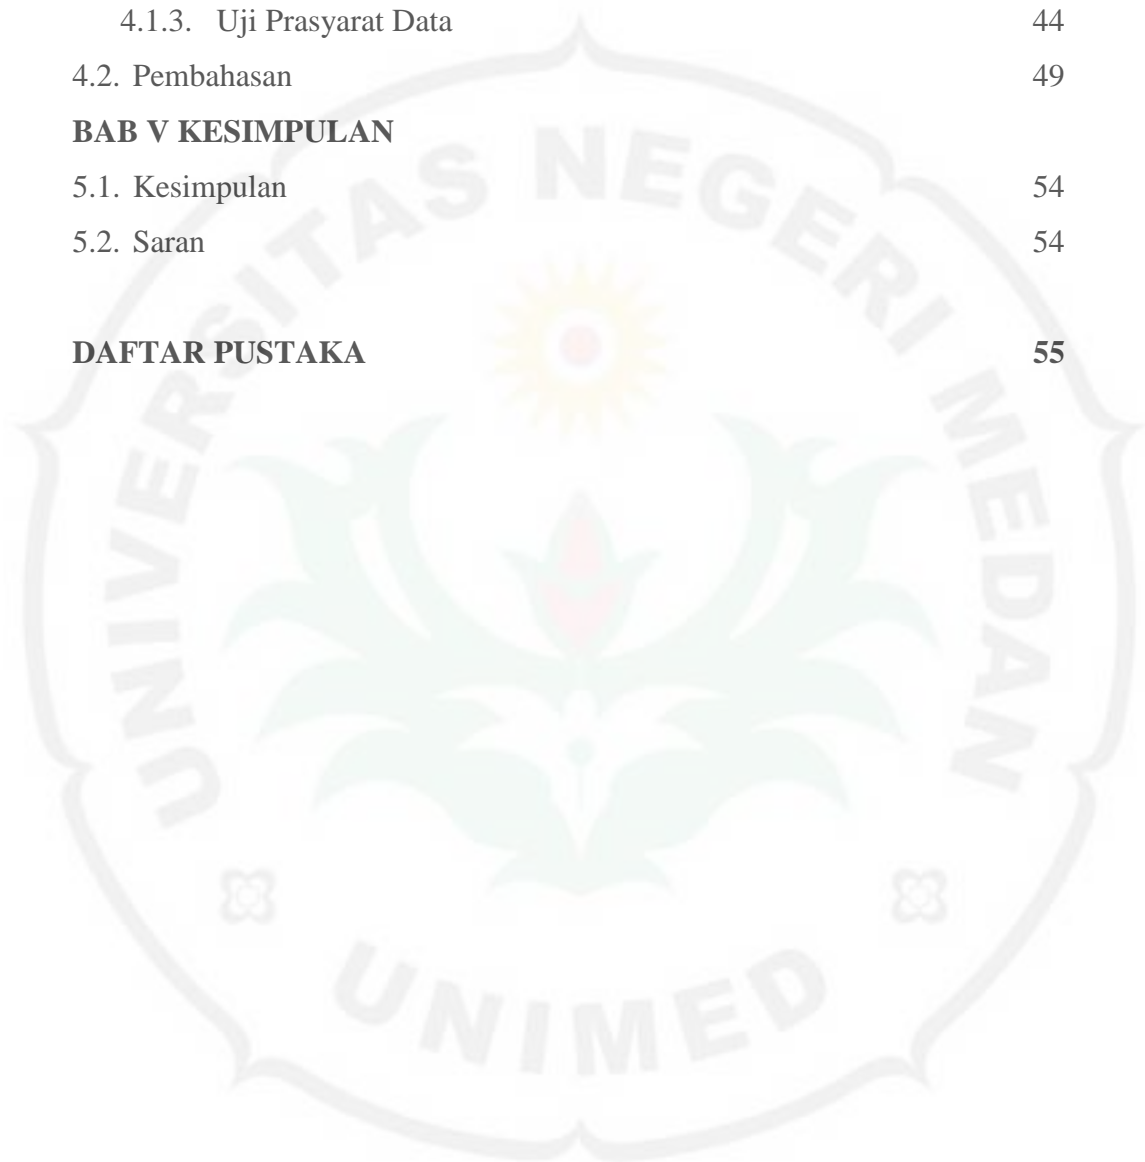 4.1.3. Uji Prasyarat Data 44
4.2. Pembahasan 49
BAB V KESIMPULAN
5.1. Kesimpulan 54
5.2. Saran 54
DAFTAR PUSTAKA 55
UNIVERSITAS NEGERI MEDAN
UNIMED